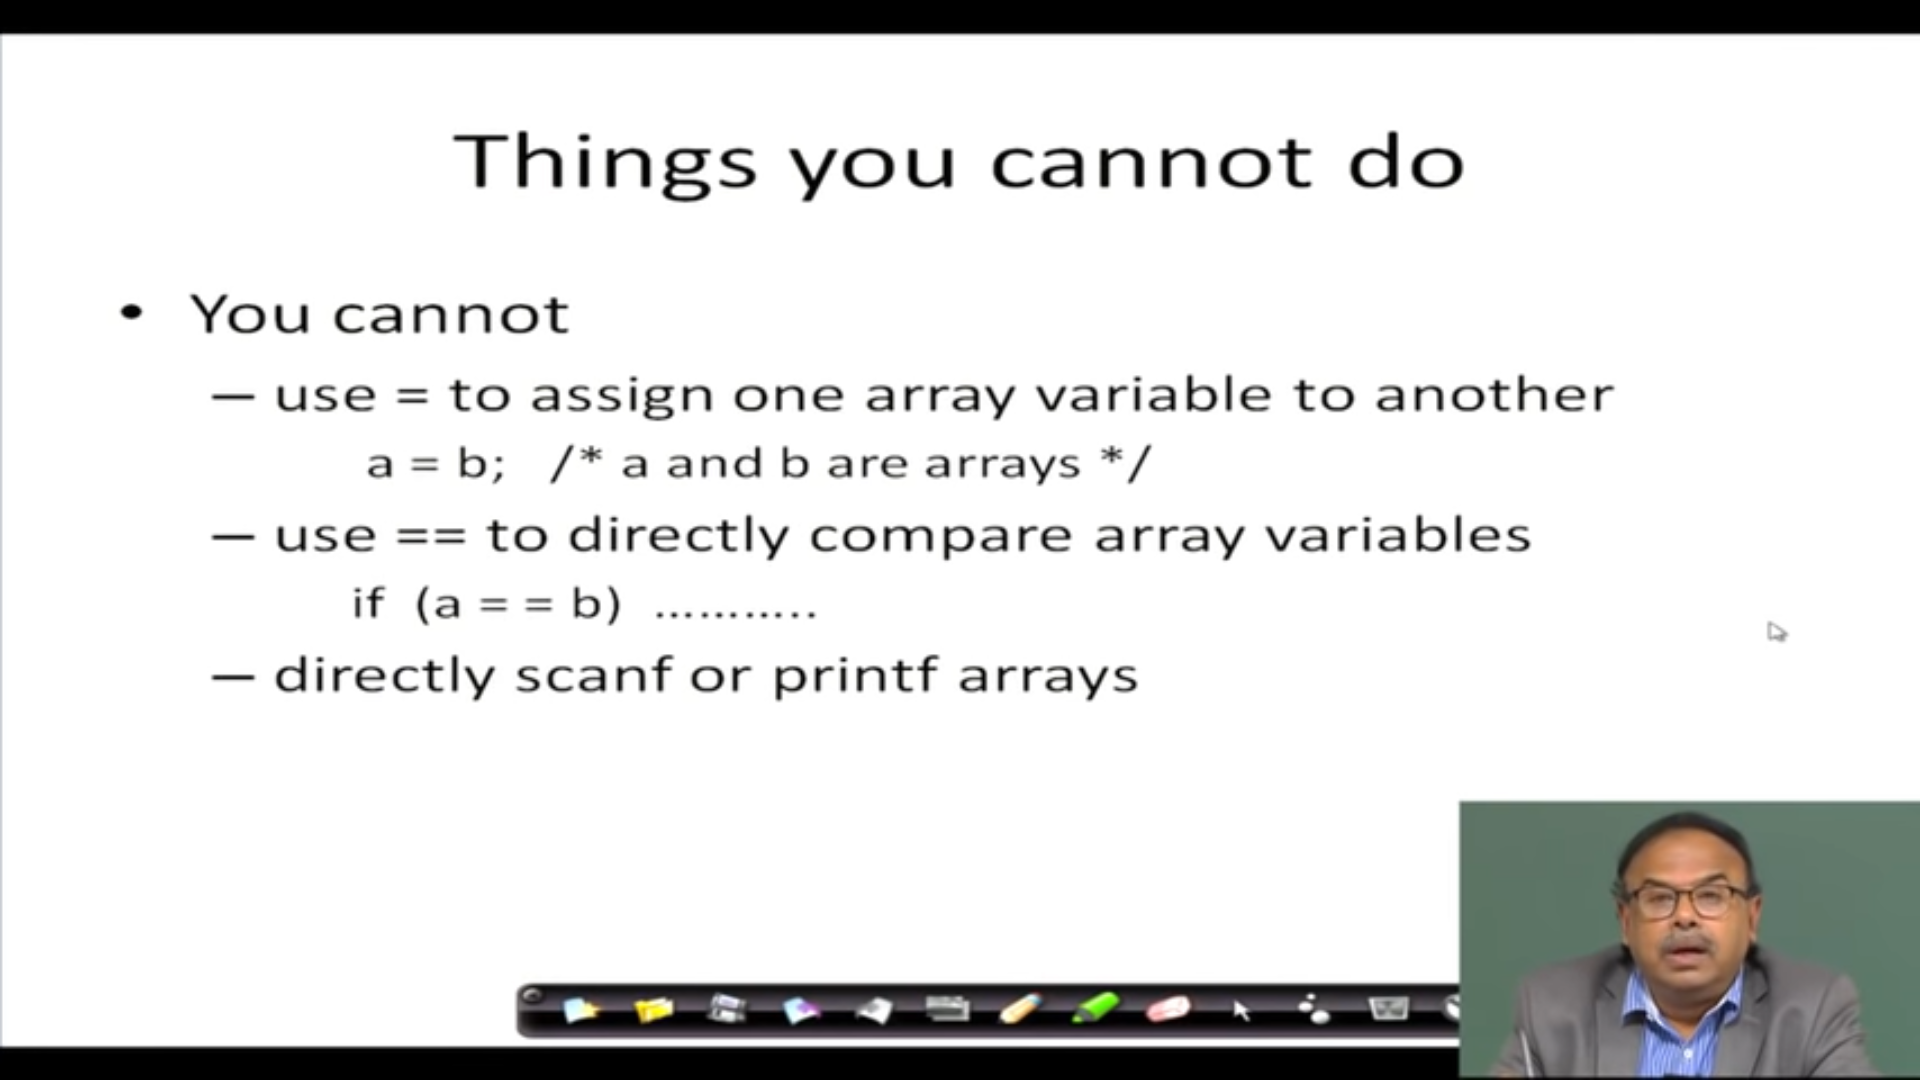 Things you cannot do
• You cannot
– use = to assign one array variable to another
a = b; /* a and b are arrays */
– use == to directly compare array variables
if (a = = b) ………..
– directly scanf or printf arrays